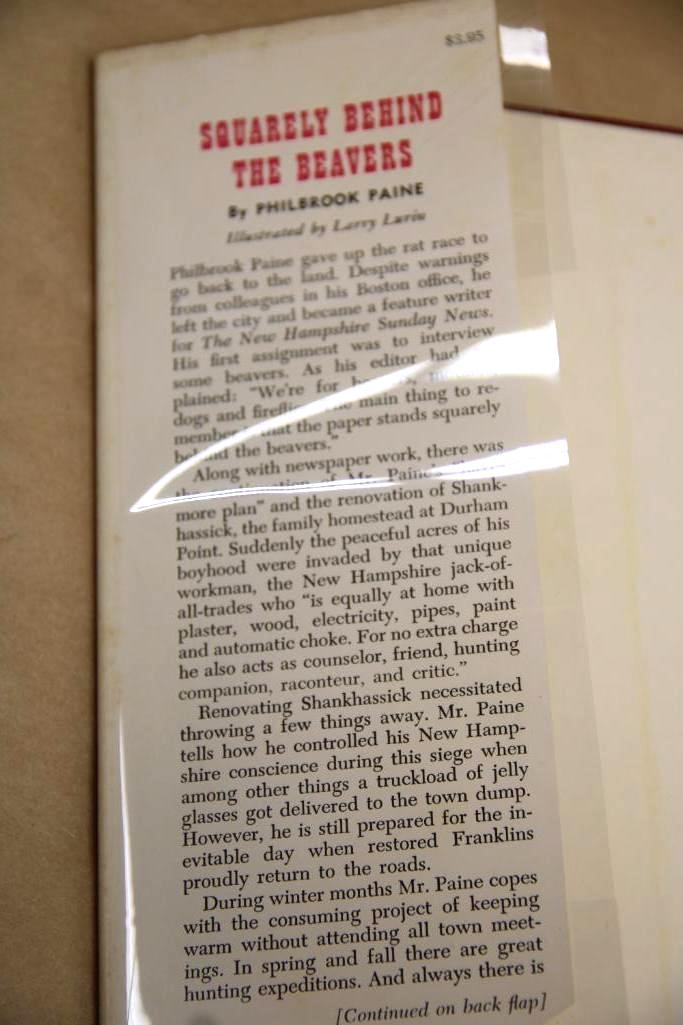 $3.95
SQUARELY BEHIND
THE BEAVERS
By PHILBROOK PAINE
Illustrated by Larry Lurin
Philbrook Paine gave up the rat race to
go back to the land. Despite warnings
from colleagues in his Boston office, he
left the city and became a feature writer
for The New Hampshire Sunday News.
His first assignment was to interview
some beavers. As his editor had
plained: "We're for
dogs and main thing to re-
that the paper stands squarely
the beavers."
Along with newspaper work, there was
of Mr. Paine's
more plan" and the renovation of Shank-
hassick, the family homestead at Durham
Point. Suddenly the peaceful acres of his
boyhood were invaded by that unique
workman, the New Hampshire jack-of-
all-trades who "is equally at home with
plaster, wood, electricity, pipes, paint
and automatic choke. For no extra charge
he also acts as counselor, friend, hunting
companion, raconteur, and critic."
Renovating Shankhassick necessitated
throwing a few things away. Mr. Paine
tells how he controlled his New Hamp-
shire conscience during this siege when
among other things a truckload of jelly
glasses got delivered to the town dump.
However, he is still prepared for the in-
evitable day when restored Franklins
proudly return to the roads.
During winter months Mr. Paine copes
with the consuming project of keeping
warm without attending all town meet-
ings. In spring and fall there are great
hunting expeditions. And always there is
[Continued on back flap]